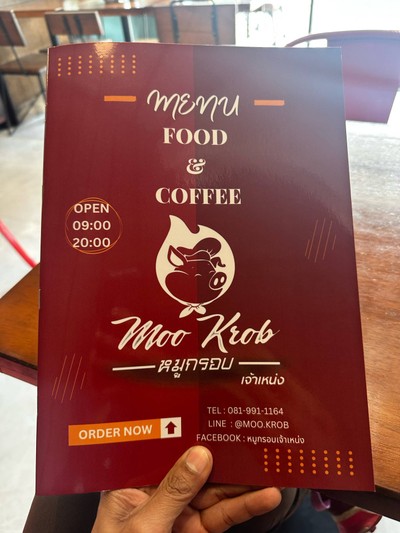 MENU
FOOD
&
COFFEE
OPEN
09:00
20:00
Moo Krob
หมูกรอบ
เจ้าเหน่ง
TEL : 081-991-1164
LINE : @MOO.KROB
FACEBOOK : หมูกรอบเจ้าเหน่ง
ORDER NOW